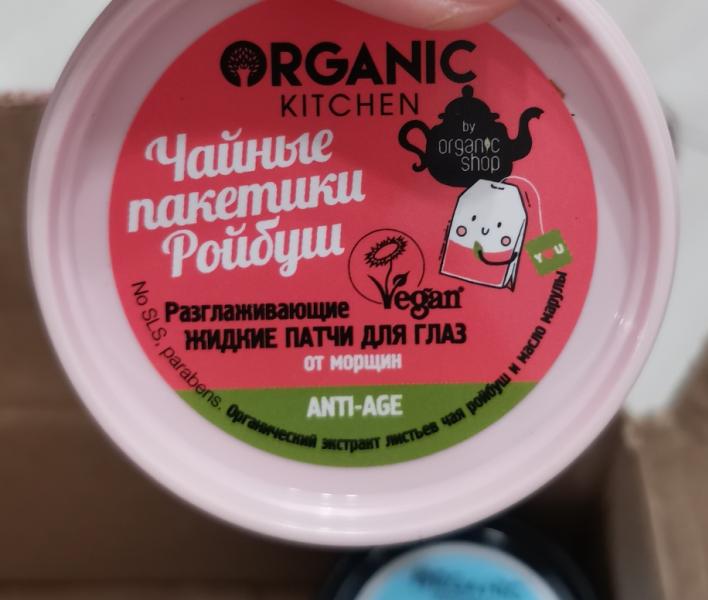 ORGANIC
KITCHEN
by
organic
shop
Чайные
пакетики
Ройбуш
YOU
Vegan
Разглаживающие
ЖИДКИЕ ПАТЧИ ДЛЯ ГЛАЗ
от морщин
ANTI-AGE
No SLS, parabens. Органический экстракт листьев чая ройбуш и масло марулы